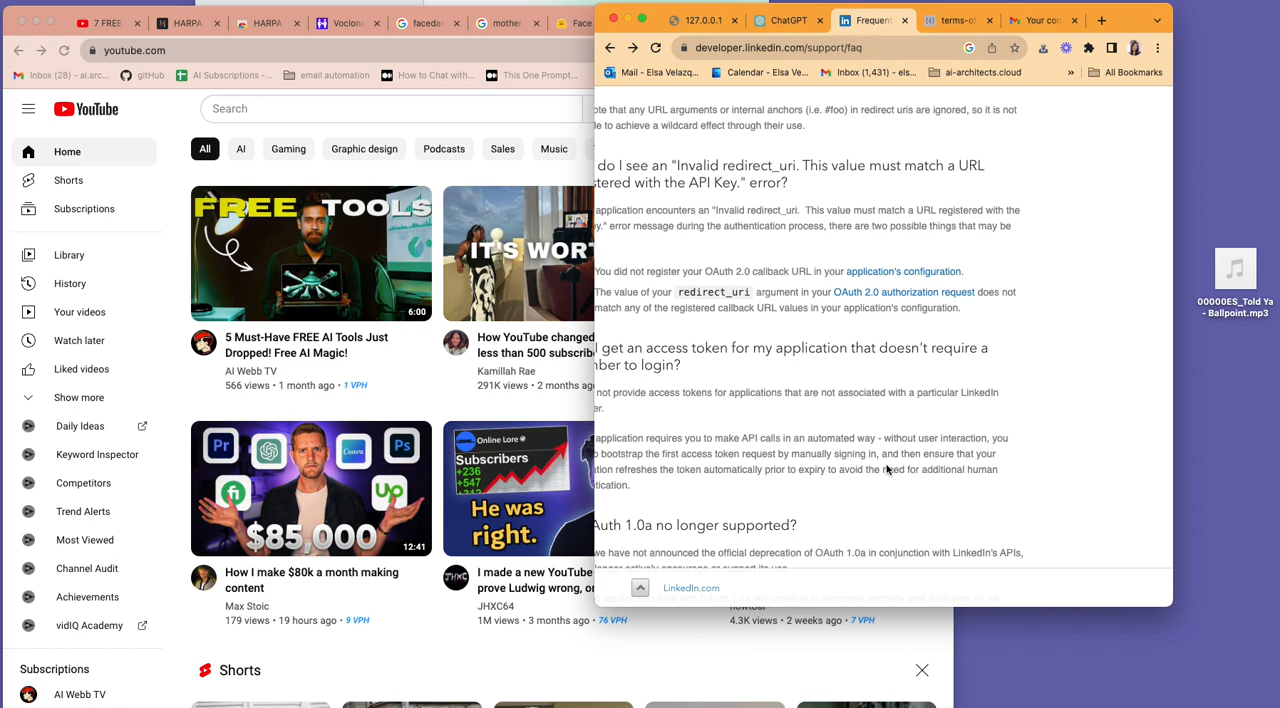 7 FREE
HARPA
HARPA
Voclone
facedan
mother
Face
youtube.com
Inbox (28) - ai.arc...
gitHub
AI Subscriptions -...
email automation
How to Chat with...
This One Prompt...
YouTube
Search
Home
Shorts
Subscriptions
Library
History
Your videos
Watch later
Liked videos
Show more
Daily Ideas
Keyword Inspector
Competitors
Trend Alerts
Most Viewed
Channel Audit
Achievements
vidIQ Academy
Subscriptions
AI Webb TV
All
AI
Gaming
Graphic design
Podcasts
Sales
Music
FREE TOOLS
6:00
5 Must-Have FREE AI Tools Just
Dropped! Free AI Magic!
AI Webb TV
566 views • 1 month ago • 1 VPH
IT'S WORT
How YouTube changed
less than 500 subscribe
Kamillah Rae
291K views • 2 months ag
Pr
Canva
Ps
fi
Up
$85,000
12:41
How I make $80k a month making
content
Max Stoic
179 views • 19 hours ago • 9 VPH
Online Lore
Subscribers
+236
+547
He was
right.
JHXC
I made a new YouTube
prove Ludwig wrong, or
JHXC64
1M views • 3 months ago • 76 VPH
4.3K views • 2 weeks ago • 7 VPH
Shorts
127.0.0.1
ChatGPT
Frequent
terms-of
Your con
developer.linkedin.com/support/faq
Mail - Elsa Velazq...
Calendar - Elsa Ve...
Inbox (1,431) - els...
ai-architects.cloud
»
All Bookmarks
ote that any URL arguments or internal anchors (i.e. #foo) in redirect uris are ignored, so it is not
le to achieve a wildcard effect through their use.
do I see an "Invalid redirect_uri. This value must match a URL
stered with the API Key." error?
application encounters an "Invalid redirect_uri. This value must match a URL registered with the
ey." error message during the authentication process, there are two possible things that may be
You did not register your OAuth 2.0 callback URL in your application's configuration.
The value of your redirect_uri argument in your OAuth 2.0 authorization request does not
match any of the registered callback URL values in your application's configuration.
I get an access token for my application that doesn't require a
nber to login?
not provide access tokens for applications that are not associated with a particular LinkedIn
er.
application requires you to make API calls in an automated way - without user interaction, you
o bootstrap the first access token request by manually signing in, and then ensure that your
ation refreshes the token automatically prior to expiry to avoid the need for additional human
tication.
Auth 1.0a no longer supported?
we have not announced the official deprecation of OAuth 1.0a in conjunction with LinkedIn's APIs,
LinkedIn.com
00000ES_Told Ya
- Ballpoint.mp3